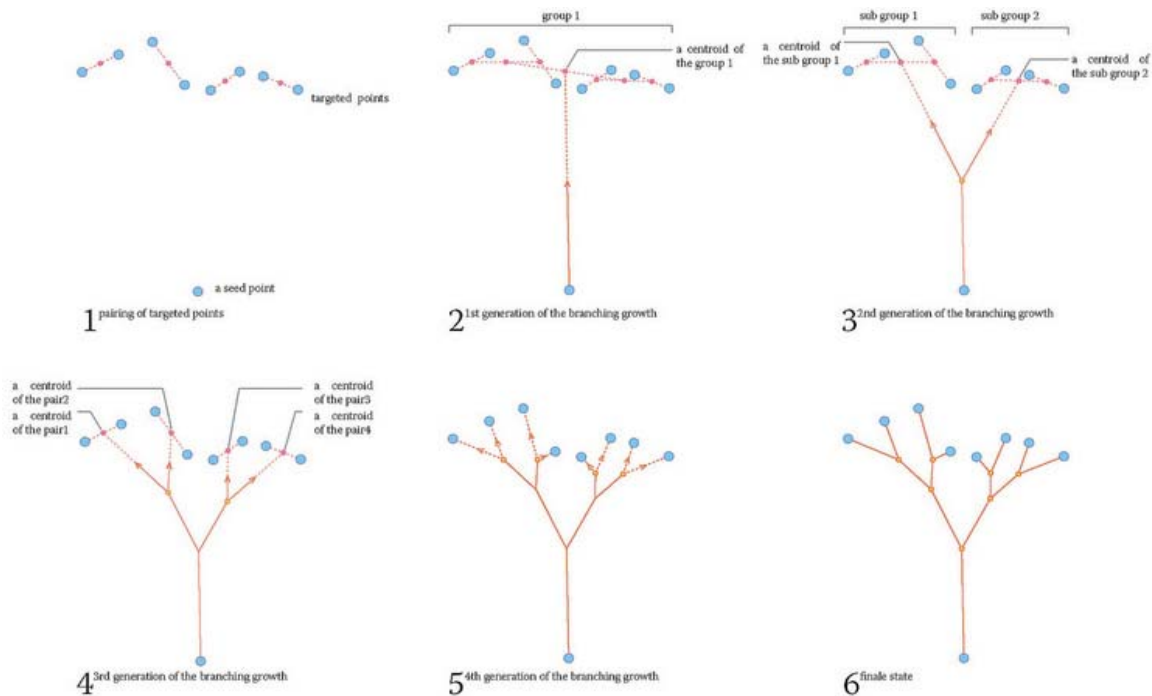 targeted points
a seed point
1 pairing of targeted points
group 1
a centroid of
the group 1
2 1st generation of the branching growth
sub group 1
sub group 2
a centroid of
the sub group 1
a centroid of
the sub group 2
3 2nd generation of the branching growth
a centroid
of the pair2
a centroid
of the pair1
a centroid
of the pair3
a centroid
of the pair4
4 3rd generation of the branching growth
5 4th generation of the branching growth
6 finale state